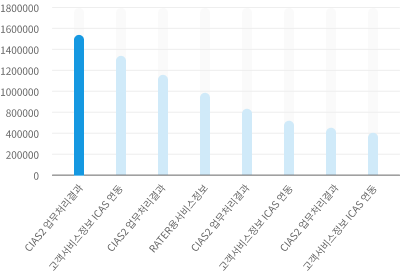 1800000
1600000
1400000
1200000
1000000
800000
600000
400000
200000
0
CIAS2 업무처리결과
고객서비스정보 ICAS 연동
CIAS2 업무처리결과
RATER용서비스정보
CIAS2 업무처리결과
고객서비스정보 ICAS 연동
CIAS2 업무처리결과
고객서비스정보 ICAS 연동